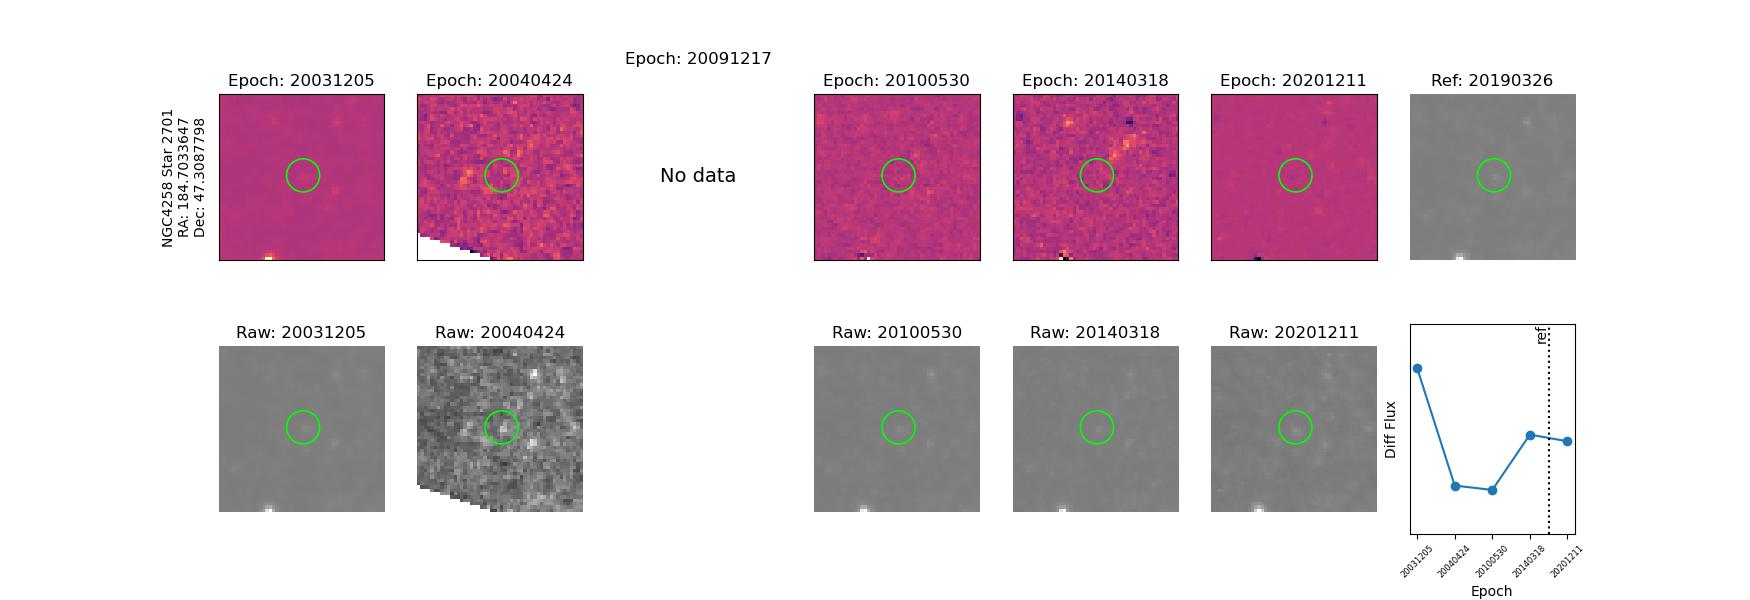 Epoch: 20091217
Epoch: 20031205
Epoch: 20040424
Epoch: 20100530
Epoch: 20140318
Epoch: 20201211
Ref: 20190326
NGC4258 Star 2701
RA: 184.7033647
Dec: 47.3087798
No data
Raw: 20031205
Raw: 20040424
Raw: 20100530
Raw: 20140318
Raw: 20201211
ref
Diff Flux
20031205
20040424
20100530
20140318
20201211
Epoch